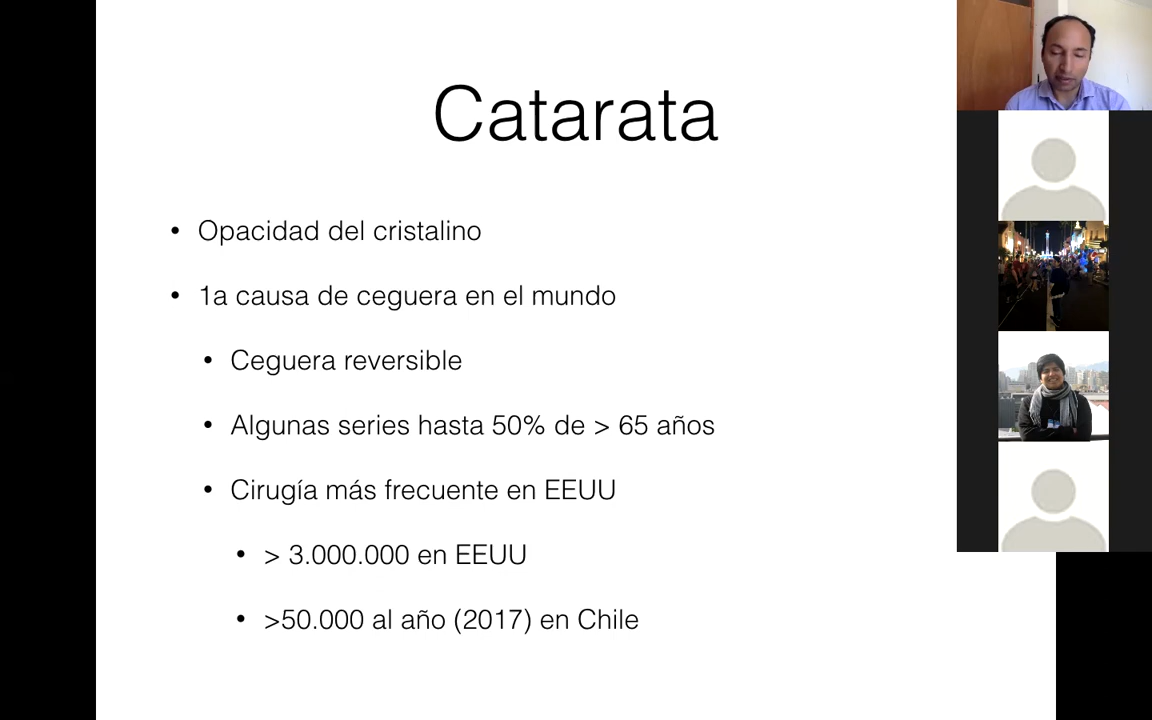 Catarata
• Opacidad del cristalino
• 1a causa de ceguera en el mundo
• Ceguera reversible
• Algunas series hasta 50% de > 65 años
• Cirugía más frecuente en EEUU
• > 3.000.000 en EEUU
• >50.000 al año (2017) en Chile